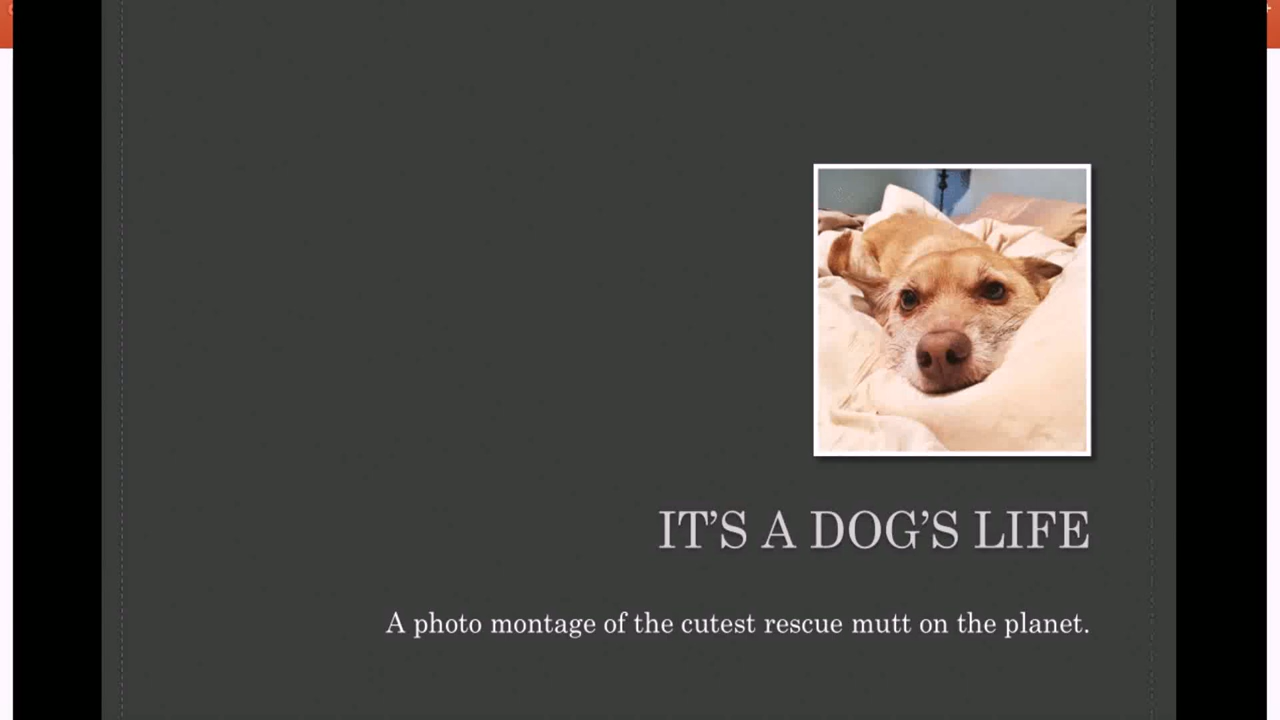 IT’S A DOG’S LIFE
A photo montage of the cutest rescue mutt on the planet.